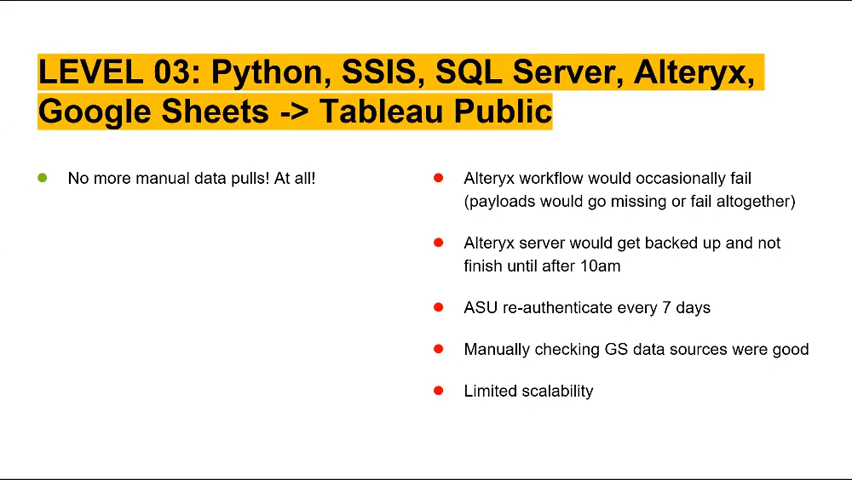 LEVEL 03: Python, SSIS, SQL Server, Alteryx,
Google Sheets -> Tableau Public
No more manual data pulls! At all!
Alteryx workflow would occasionally fail
(payloads would go missing or fail altogether)
Alteryx server would get backed up and not
finish until after 10am
ASU re-authenticate every 7 days
Manually checking GS data sources were good
Limited scalability